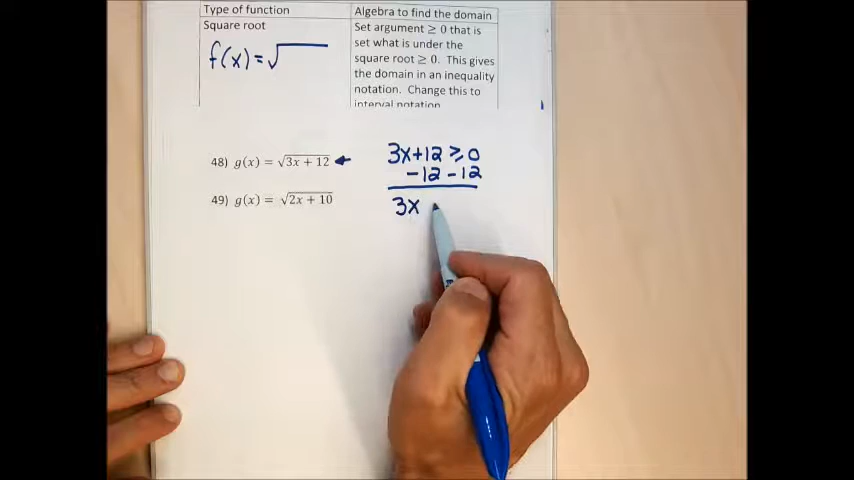 Type of function
Algebra to find the domain
Square root
f(x)=√
Set argument ≥ 0 that is
set what is under the
square root ≥ 0. This gives
the domain in an inequality
notation. Change this to
interval notation
48) g(x) = √3x + 12
49) g(x) = √2x + 10
3x+12 ≥ 0
-12 -12
3x